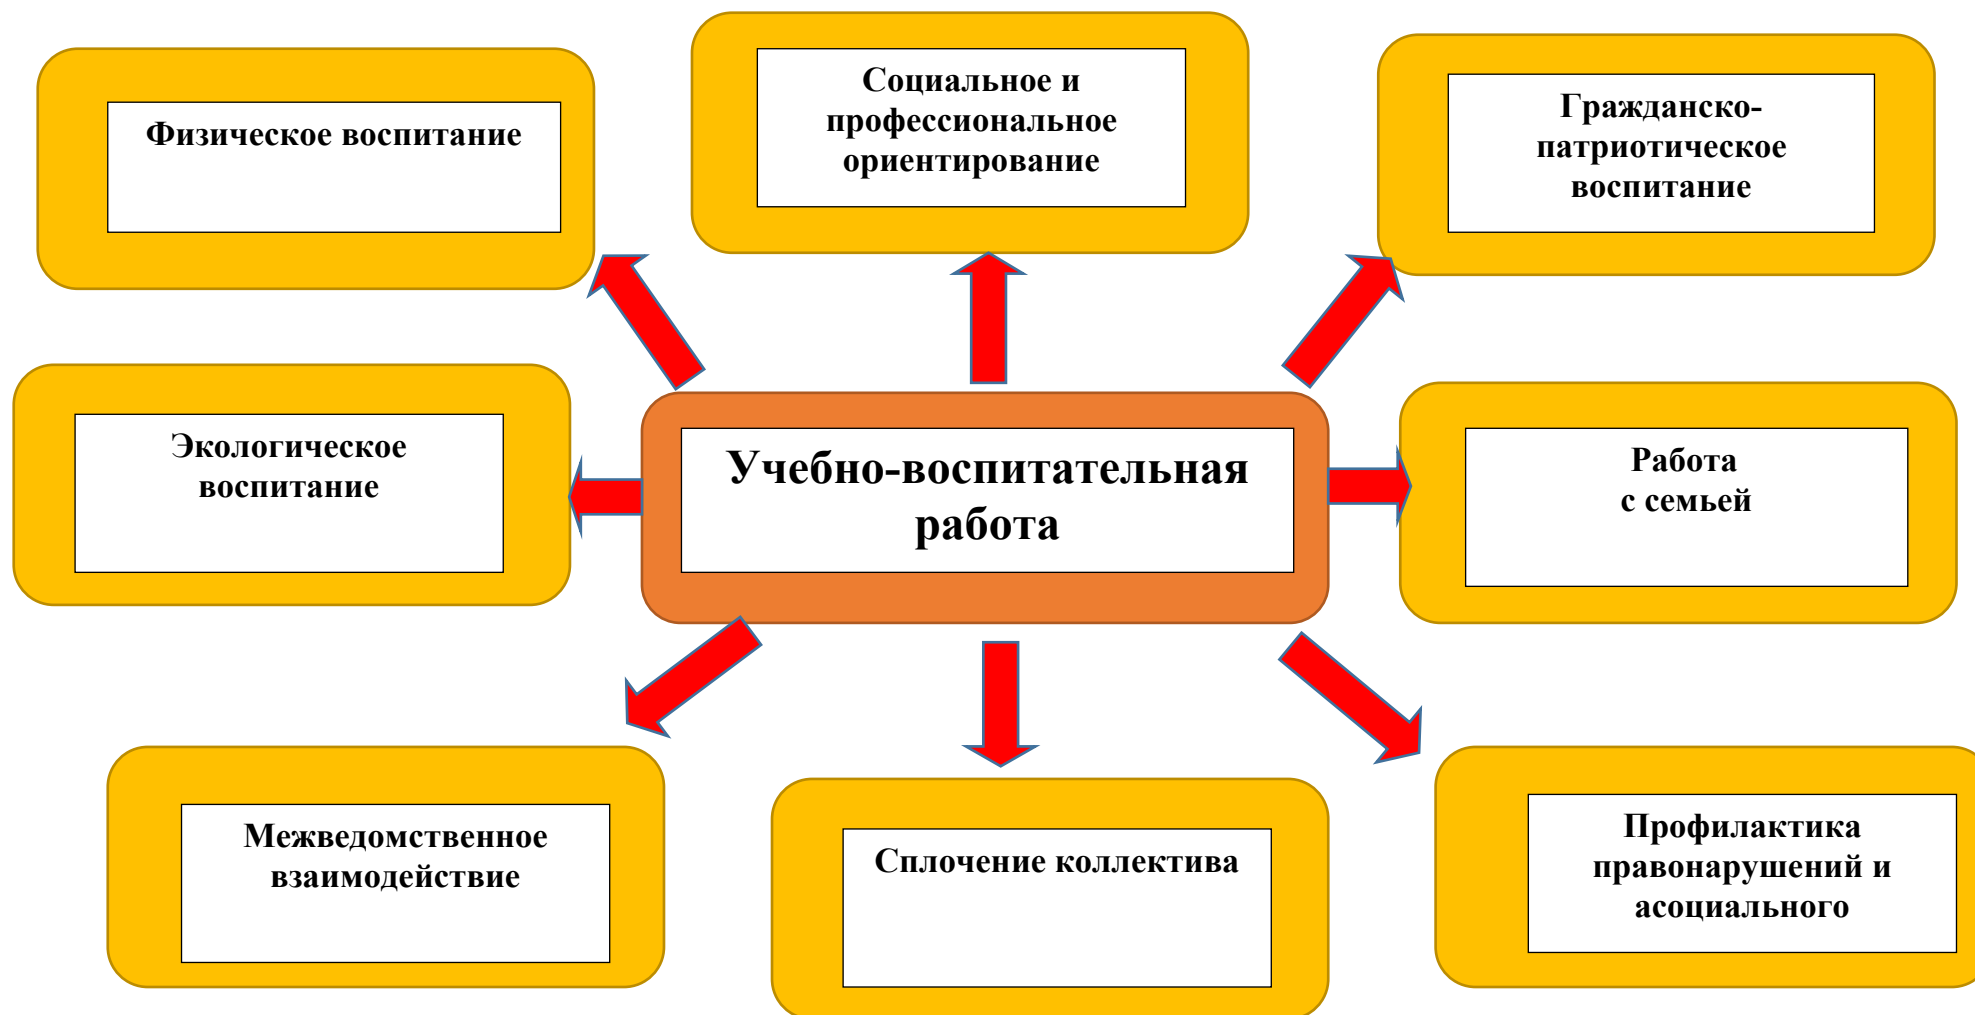 Физическое воспитание
Социальное и
профессиональное
ориентирование
Гражданско-
патриотическое
воспитание
Экологическое
воспитание
Учебно-воспитательная
работа
Работа
с семьей
Межведомственное
взаимодействие
Сплочение коллектива
Профилактика
правонарушений и
асоциального